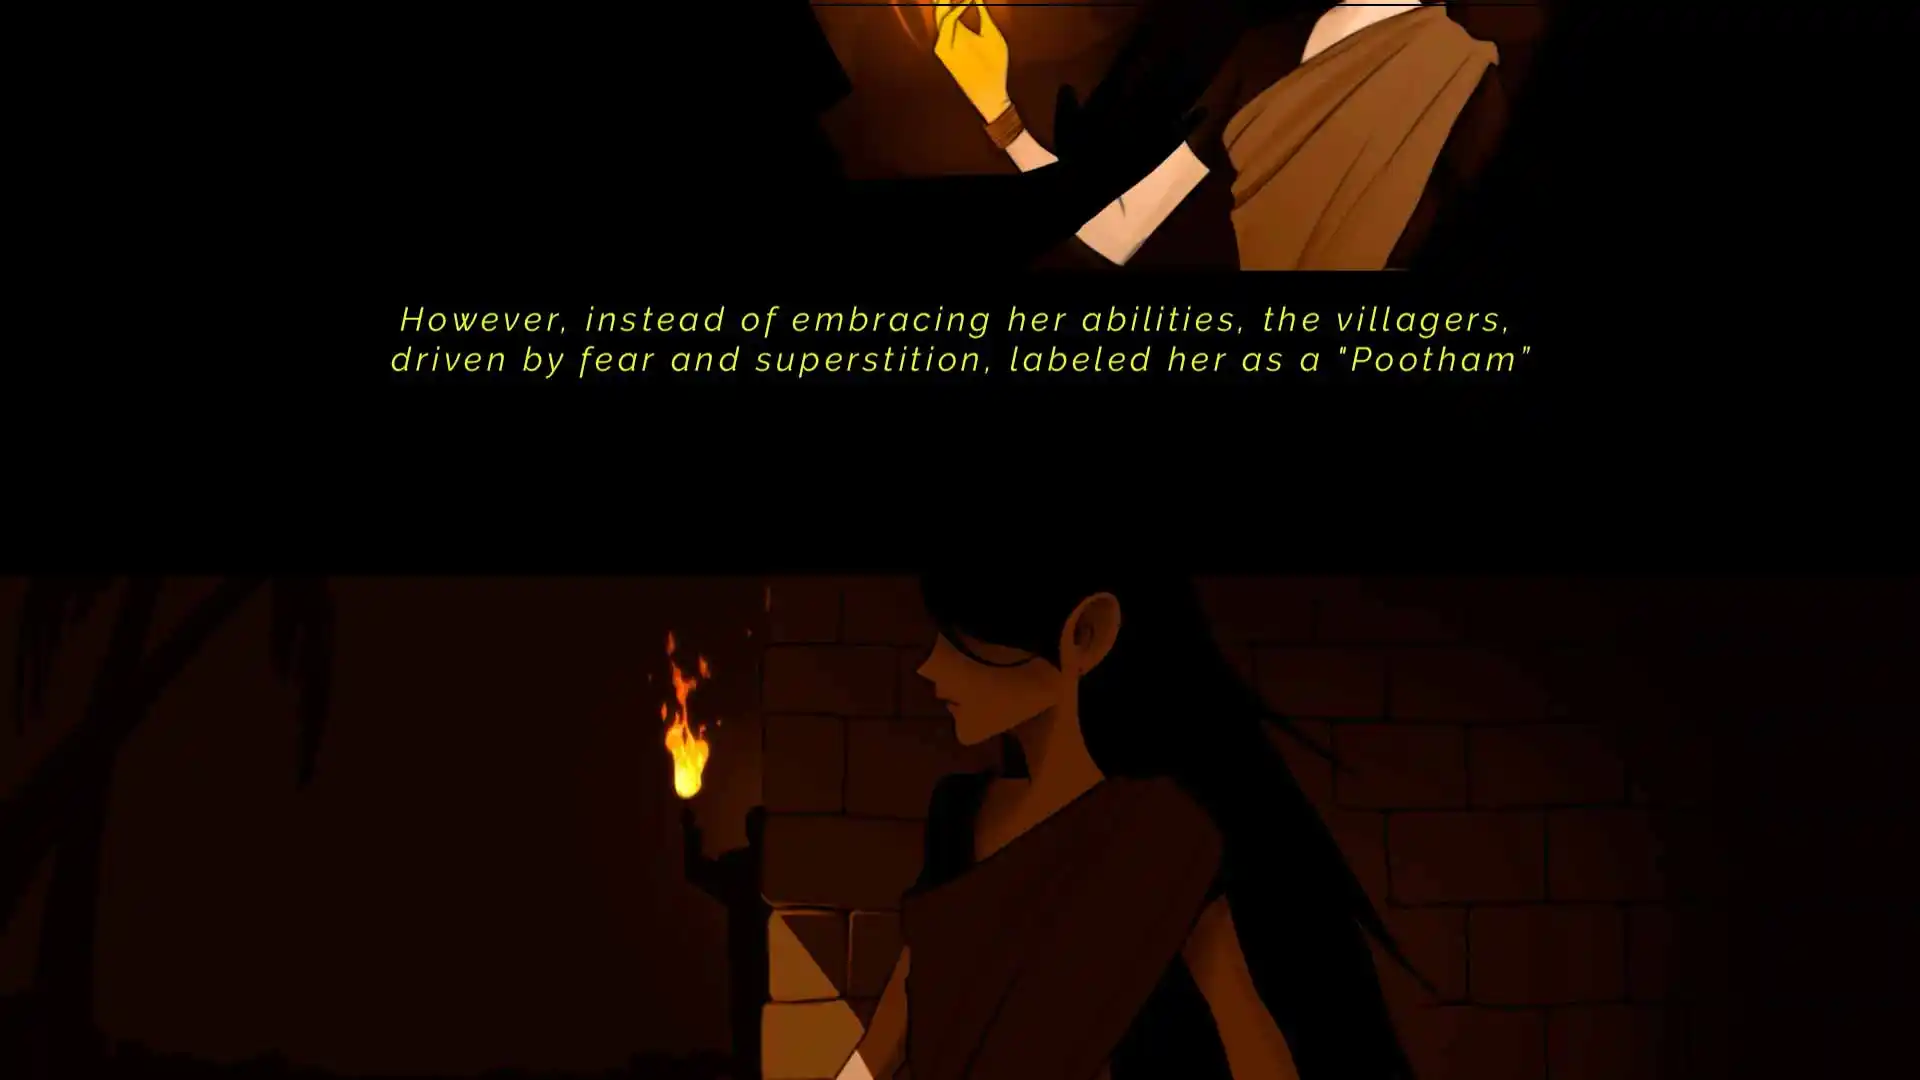 However, instead of embracing her abilities, the villagers,
driven by fear and superstition, labeled her as a "Pootham”